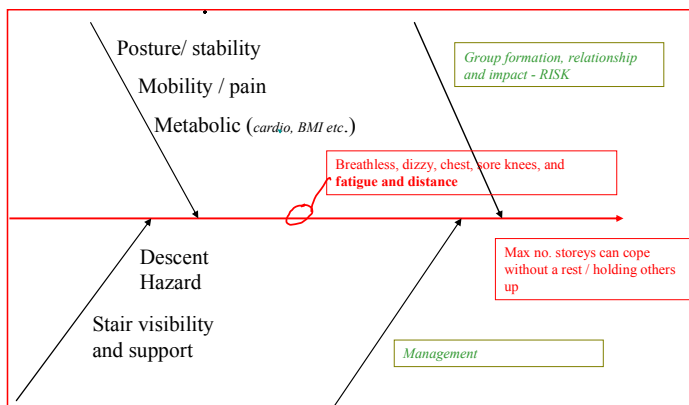 Posture/ stability
Mobility / pain
Metabolic (cardio, BMI etc.)
Group formation, relationship
and impact - RISK
Breathless, dizzy, chest, sore knees, and
fatigue and distance
Descent
Hazard
Stair visibility
and support
Max no. storeys can cope
without a rest / holding others
up
Management